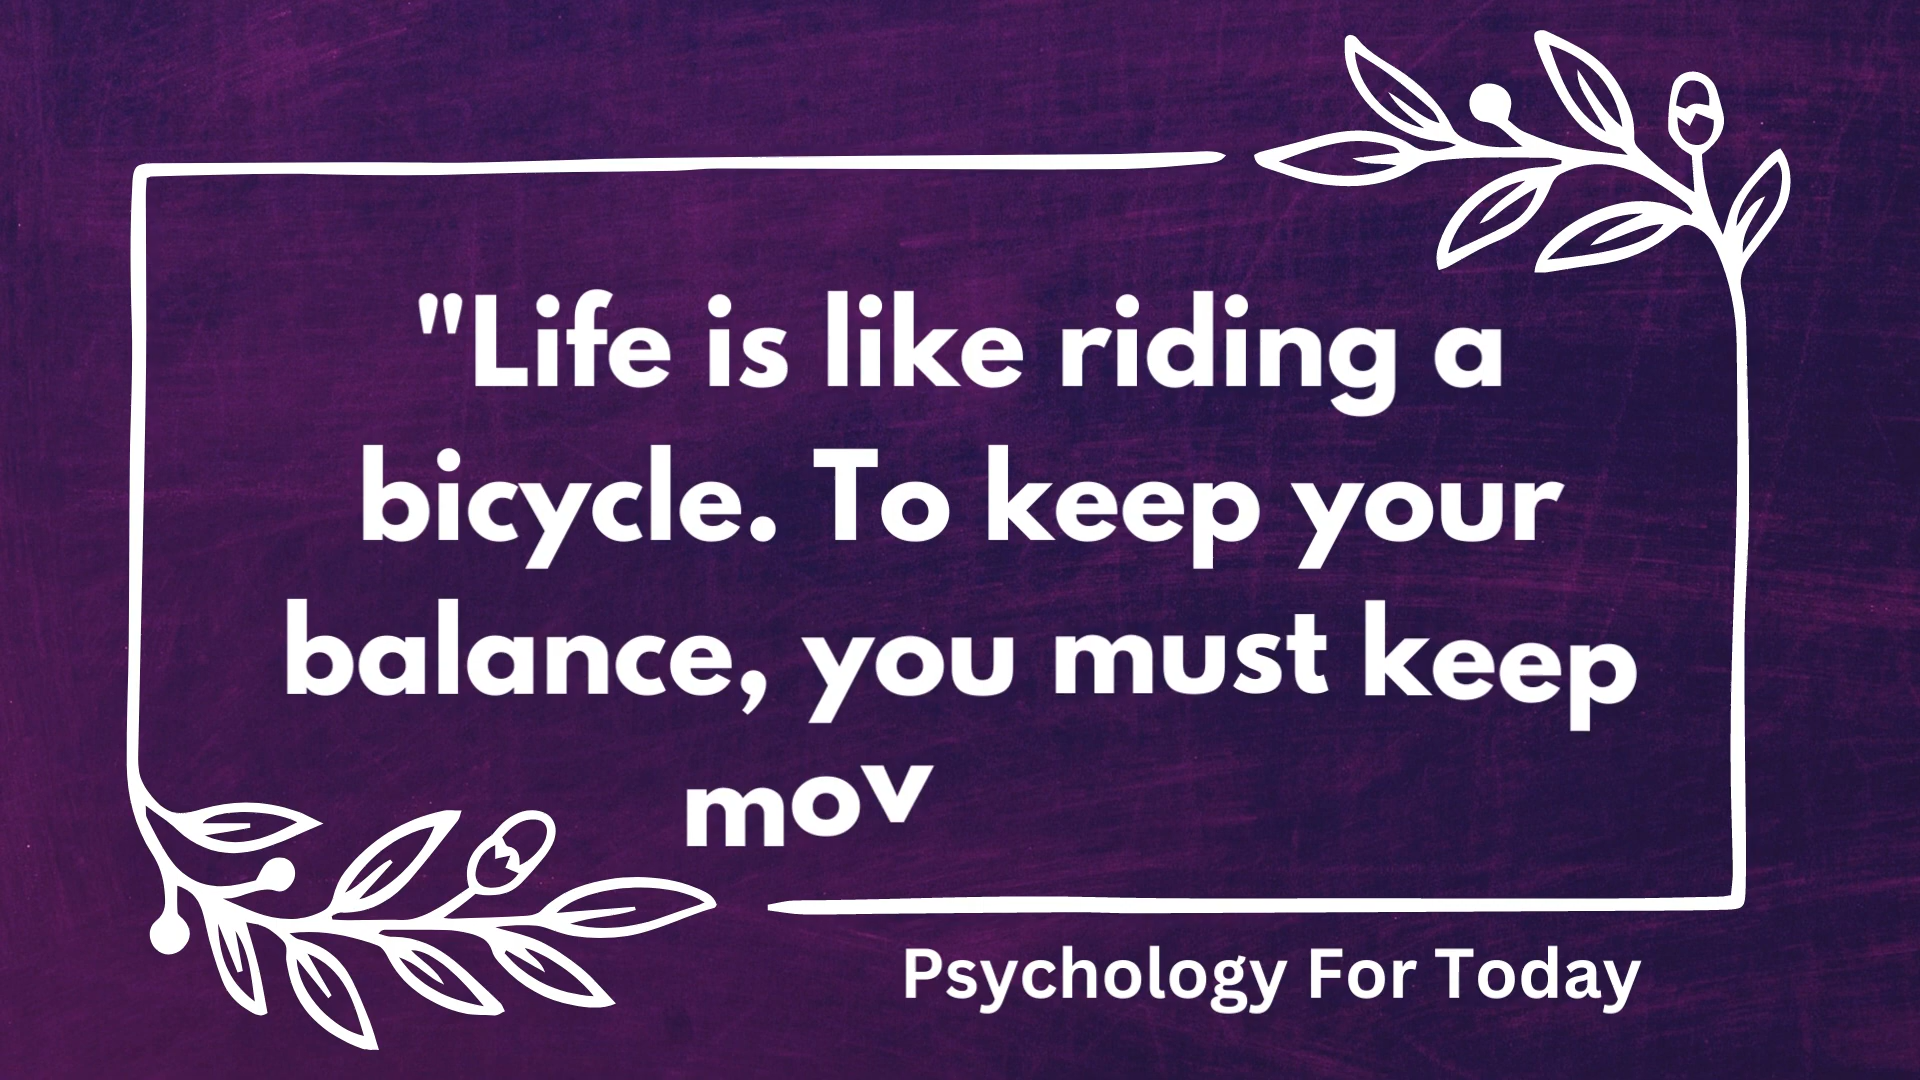 "Life is like riding a
bicycle. To keep your
balance, you must keep
mov
Psychology For Today